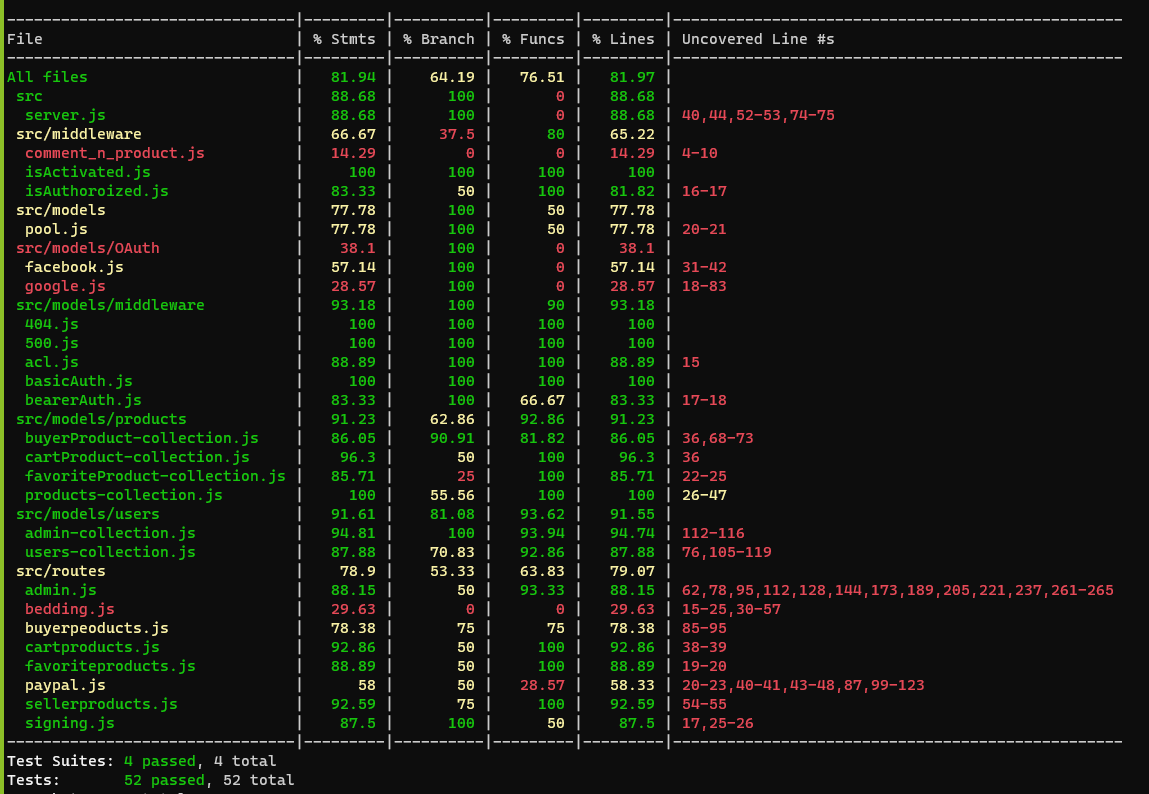 -------------------------------|---------|----------|---------|---------|--------------------------------------------------
File | % Stmts | % Branch | % Funcs | % Lines | Uncovered Line #s
-------------------------------|---------|----------|---------|---------|--------------------------------------------------
All files | 81.94 | 64.19 | 76.51 | 81.97 |
src | 88.68 | 100 | 0 | 88.68 |
server.js | 88.68 | 100 | 0 | 88.68 | 40,44,52-53,74-75
src/middleware | 66.67 | 37.5 | 80 | 65.22 |
comment_n_product.js | 14.29 | 0 | 0 | 14.29 | 4-10
isActivated.js | 100 | 100 | 100 | 100 |
isAuthoroized.js | 83.33 | 50 | 100 | 81.82 | 16-17
src/models | 77.78 | 100 | 50 | 77.78 |
pool.js | 77.78 | 100 | 50 | 77.78 | 20-21
src/models/OAuth | 38.1 | 100 | 0 | 38.1 |
facebook.js | 57.14 | 100 | 0 | 57.14 | 31-42
google.js | 28.57 | 100 | 0 | 28.57 | 18-83
src/models/middleware | 93.18 | 100 | 90 | 93.18 |
404.js | 100 | 100 | 100 | 100 |
500.js | 100 | 100 | 100 | 100 |
acl.js | 88.89 | 100 | 100 | 88.89 | 15
basicAuth.js | 100 | 100 | 100 | 100 |
bearerAuth.js | 83.33 | 100 | 66.67 | 83.33 | 17-18
src/models/products | 91.23 | 62.86 | 92.86 | 91.23 |
buyerProduct-collection.js | 86.05 | 90.91 | 81.82 | 86.05 | 36,68-73
cartProduct-collection.js | 96.3 | 50 | 100 | 96.3 | 36
favoriteProduct-collection.js | 85.71 | 25 | 100 | 85.71 | 22-25
products-collection.js | 100 | 55.56 | 100 | 100 | 26-47
src/models/users | 91.61 | 81.08 | 93.62 | 91.55 |
admin-collection.js | 94.81 | 100 | 93.94 | 94.74 | 112-116
users-collection.js | 87.88 | 70.83 | 92.86 | 87.88 | 76,105-119
src/routes | 78.9 | 53.33 | 63.83 | 79.07 |
admin.js | 88.15 | 50 | 93.33 | 88.15 | 62,78,95,112,128,144,173,189,205,221,237,261-265
bedding.js | 29.63 | 0 | 0 | 29.63 | 15-25,30-57
buyerpeoducts.js | 78.38 | 75 | 75 | 78.38 | 85-95
cartproducts.js | 92.86 | 50 | 100 | 92.86 | 38-39
favoriteproducts.js | 88.89 | 50 | 100 | 88.89 | 19-20
paypal.js | 58 | 50 | 28.57 | 58.33 | 20-23,40-41,43-48,87,99-123
sellerproducts.js | 92.59 | 75 | 100 | 92.59 | 54-55
signing.js | 87.5 | 100 | 50 | 87.5 | 17,25-26
-------------------------------|---------|----------|---------|---------|--------------------------------------------------
Test Suites: 4 passed, 4 total
Tests: 52 passed, 52 total